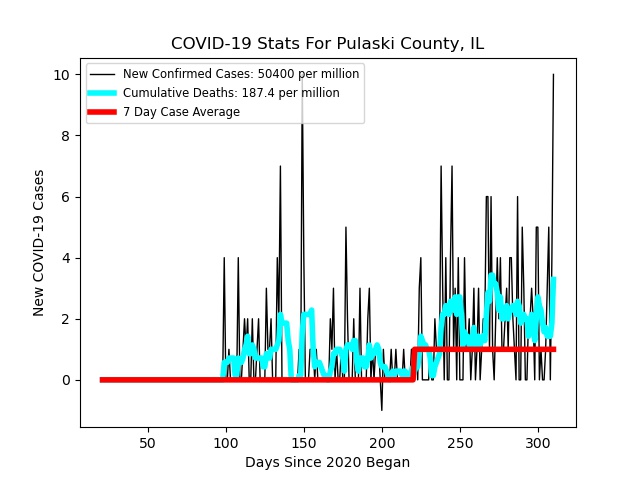 COVID-19 Stats For Pulaski County, IL
New Confirmed Cases: 50400 per million
Cumulative Deaths: 187.4 per million
7 Day Case Average
10
8
6
4
2
0
New COVID-19 Cases
50 100 150 200 250 300
Days Since 2020 Began